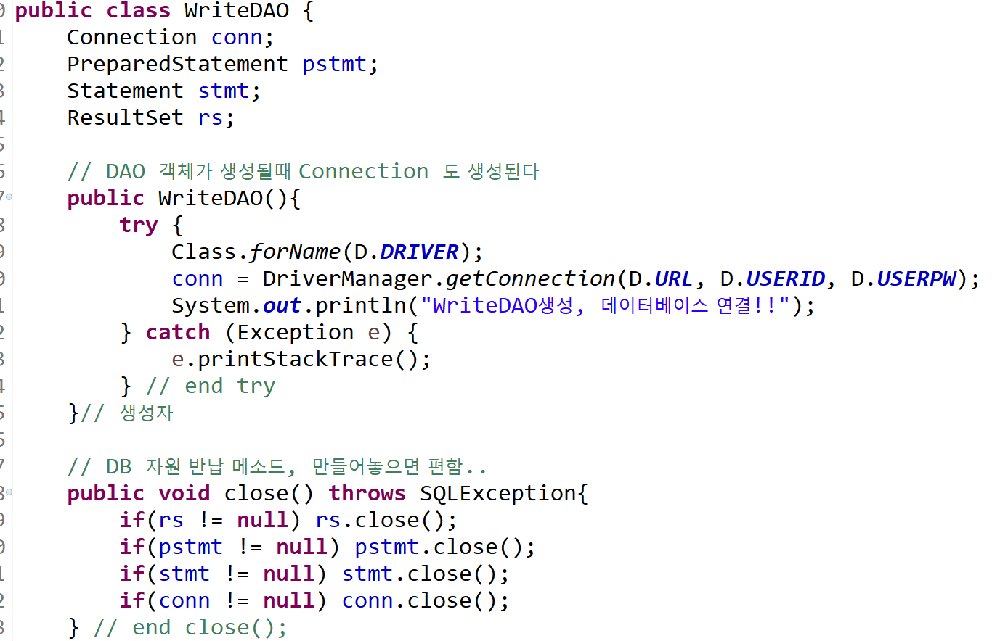 public class WriteDAO {
Connection conn;
PreparedStatement pstmt;
Statement stmt;
ResultSet rs;
// DAO 객체가 생성될때 Connection 도 생성된다
public WriteDAO(){
try {
Class.forName(D.DRIVER);
conn = DriverManager.getConnection(D.URL, D.USERID, D.USERPW);
System.out.println("WriteDAO생성, 데이터베이스 연결!!");
} catch (Exception e) {
e.printStackTrace();
} // end try
}// 생성자
// DB 자원 반납 메소드, 만들어놓으면 편함..
public void close() throws SQLException{
if(rs != null) rs.close();
if(pstmt != null) pstmt.close();
if(stmt != null) stmt.close();
if(conn != null) conn.close();
} // end close();